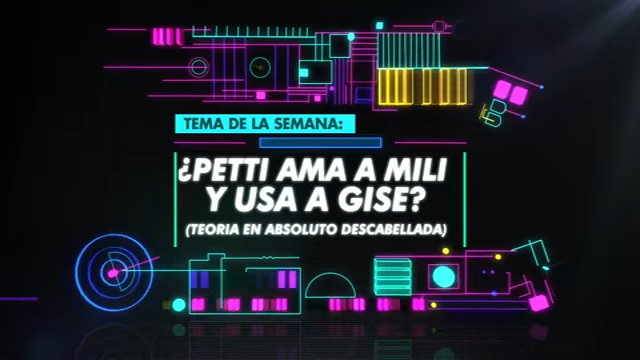 TEMA DE LA SEMANA:
¿PETTI AMA A MILI
Y USA A GISE?
(TEORIA EN ABSOLUTO DESCABELLADA)